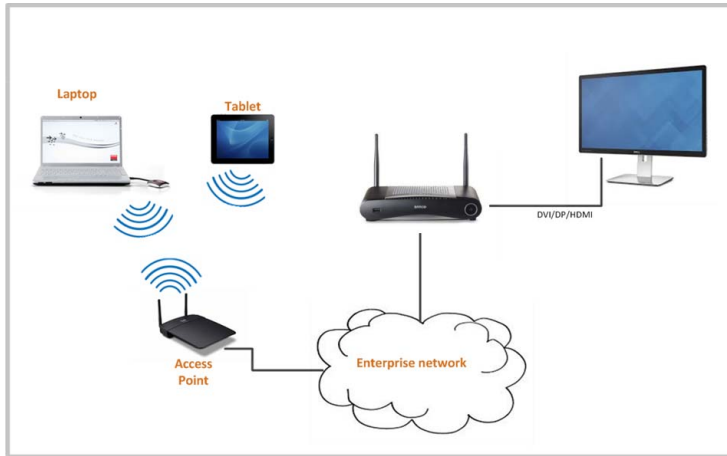 Laptop
Tablet
DVI/DP/HDMI
Access
Point
Enterprise network